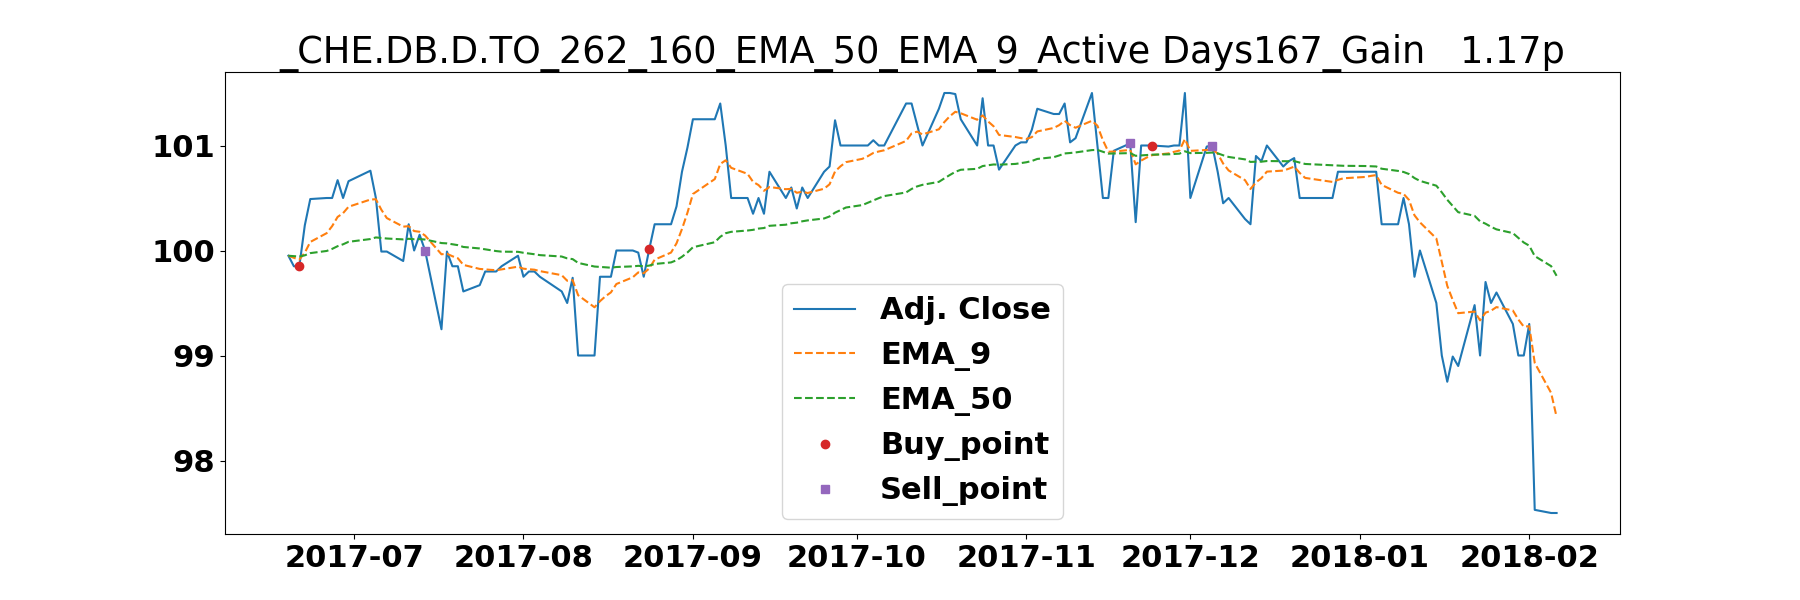 _CHE.DB.D.TO_262_160_EMA_50_EMA_9_Active Days167_Gain   1.17p
101
100
99
98
Adj. Close
EMA_9
EMA_50
Buy_point
Sell_point
2017-07 2017-08 2017-09 2017-10 2017-11 2017-12 2018-01 2018-02